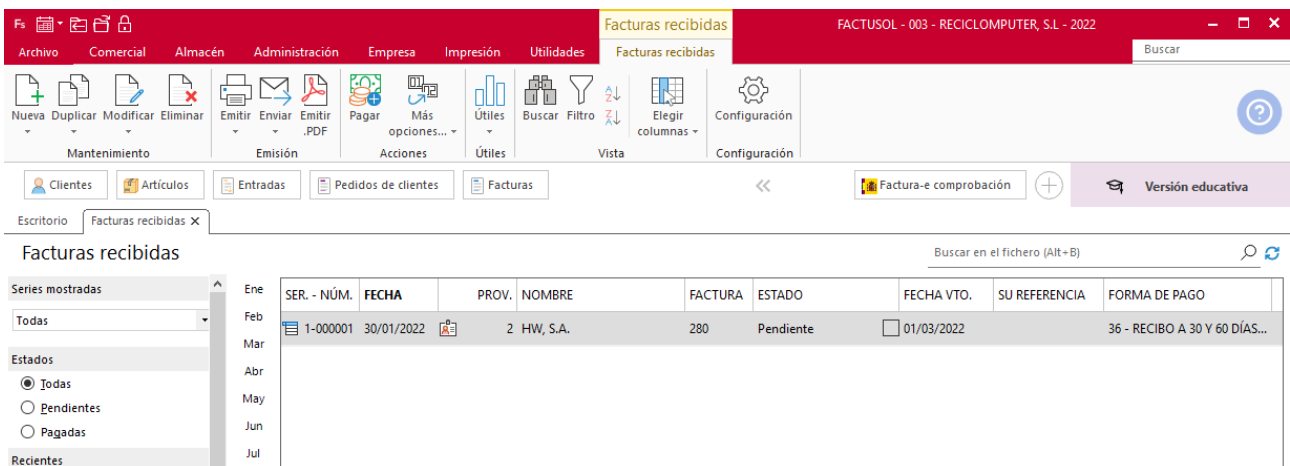 Fs
Facturas recibidas
FACTUSOL - 003 - RECICLOMPUTER, S.L - 2022
Archivo Comercial Almacén Administración Empresa Impresión Utilidades Facturas recibidas Buscar
Nueva Duplicar Modificar Eliminar Emitir Enviar Emitir .PDF Pagar Más opciones... Útiles Buscar Filtro Elegir columnas Configuración
Mantenimiento Emisión Acciones Útiles Vista Configuración
Clientes Artículos Entradas Pedidos de clientes Facturas Factura-e comprobación Versión educativa
Escritorio Facturas recibidas
Facturas recibidas
Buscar en el fichero (Alt+B)
Series mostradas
Todas
Estados
Todas
Pendientes
Pagadas
Recientes
Ene
Feb
Mar
Abr
May
Jun
Jul
SER. - NÚM. FECHA PROV. NOMBRE FACTURA ESTADO FECHA VTO. SU REFERENCIA FORMA DE PAGO
1-000001 30/01/2022 2 HW, S.A. 280 Pendiente 01/03/2022 36 - RECIBO A 30 Y 60 DÍAS...